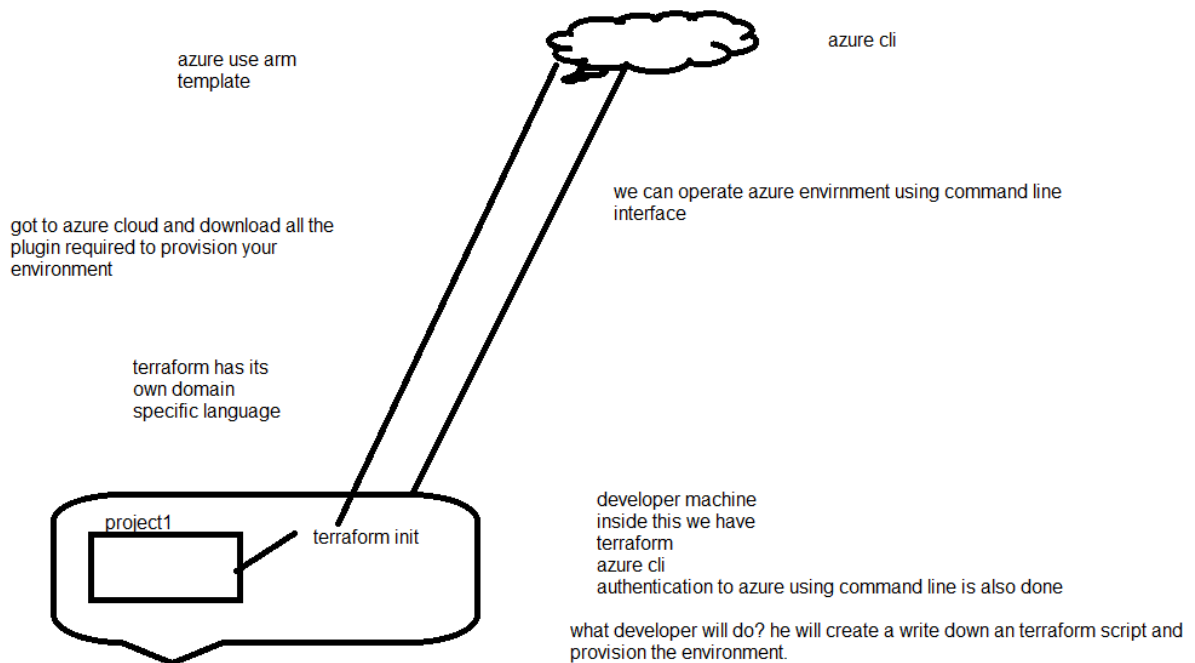 azure use arm
template
azure cli
we can operate azure envirnment using command line
interface
got to azure cloud and download all the
plugin required to provision your
environment
terraform has its
own domain
specific language
project1
terraform init
developer machine
inside this we have
terraform
azure cli
authentication to azure using command line is also done
what developer will do? he will create a write down an terraform script and
provision the environment.